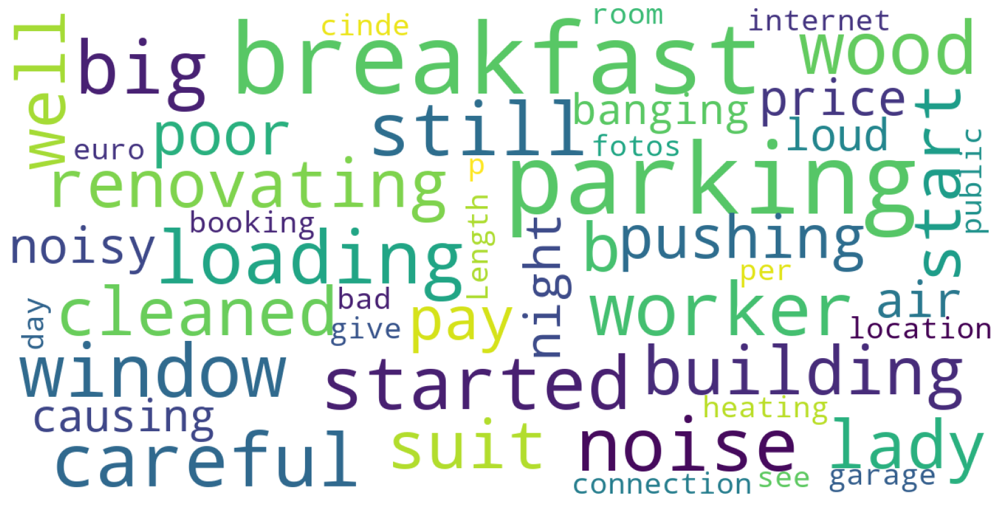 well
big
cinde
breakfast
room
internet
wood
still
banging
price
start
euro
poor
fotos
loud
public
renovating
p
parking
booking
Length
noisy
loading
night
b
pushing
per
day
cleaned
bad
give
pay
worker
air
location
window
started
building
causing
heating
careful
suit
noise
lady
connection
see
garage